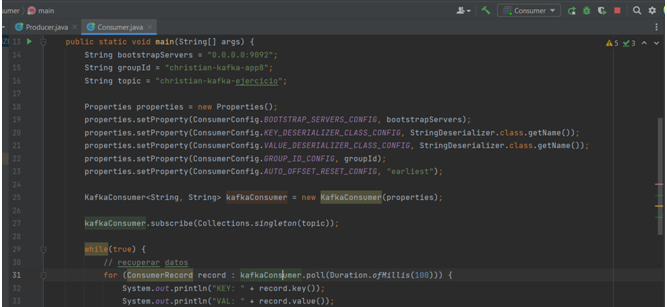 sumer main Consumer
Producer.java Consumer.java
13 public static void main(String[] args) { 5 3
14 String bootstrapServers = "0.0.0.0:9092";
15 String groupId = "christian-kafka-app8";
16 String topic = "christian-kafka-ejercicio";
18 Properties properties = new Properties();
19 properties.setProperty(ConsumerConfig.BOOTSTRAP_SERVERS_CONFIG, bootstrapServers);
20 properties.setProperty(ConsumerConfig.KEY_DESERIALIZER_CLASS_CONFIG, StringDeserializer.class.getName());
21 properties.setProperty(ConsumerConfig.VALUE_DESERIALIZER_CLASS_CONFIG, StringDeserializer.class.getName());
22 properties.setProperty(ConsumerConfig.GROUP_ID_CONFIG, groupId);
23 properties.setProperty(ConsumerConfig.AUTO_OFFSET_RESET_CONFIG, "earliest");
25 KafkaConsumer<String, String> kafkaConsumer = new KafkaConsumer(properties);
27 kafkaConsumer.subscribe(Collections.singleton(topic));
28
29 while(true) {
30 // recuperar datos
31 for (ConsumerRecord record : kafkaConsumer.poll(Duration.ofMillis(100))) {
32 System.out.println("KEY: " + record.key());
33 System.out.println("VAL: " + record.value());